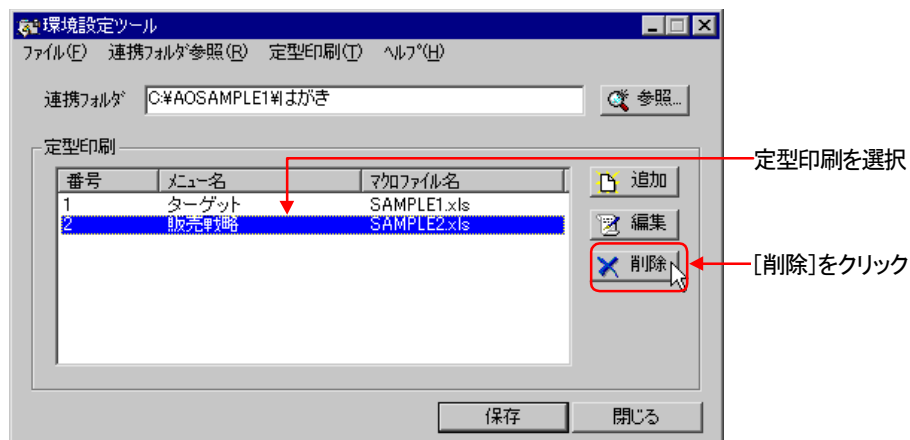 環境設定ツール
ファイル(F) 連携フォルダ参照(R) 定型印刷(T) ヘルプ(H)
連携フォルダ C:¥AOSAMPLE1¥はがき 参照...
定型印刷
定型印刷を選択
番号 メニュー名 マクロファイル名
追加
1 ターゲット SAMPLE1.xls
2 販売戦略 SAMPLE2.xls
編集
削除
[削除]をクリック
保存 閉じる